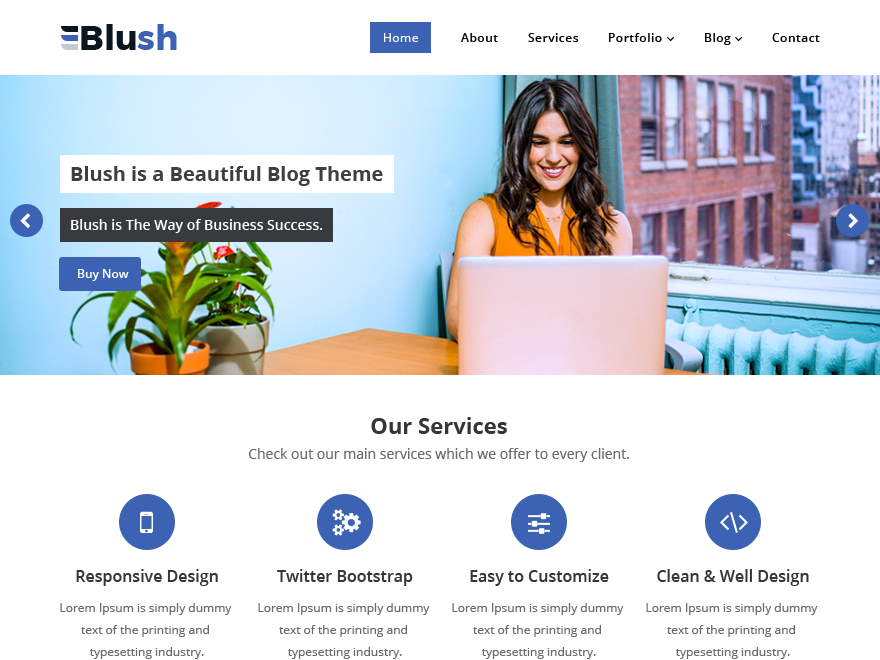 Blush
Home About Services Portfolio Blog Contact
Blush is a Beautiful Blog Theme
Blush is The Way of Business Success.
Buy Now
Our Services
Check out our main services which we offer to every client.
Responsive Design
Lorem Ipsum is simply dummy
text of the printing and
typesetting industry.
Twitter Bootstrap
Lorem Ipsum is simply dummy
text of the printing and
typesetting industry.
Easy to Customize
Lorem Ipsum is simply dummy
text of the printing and
typesetting industry.
Clean & Well Design
Lorem Ipsum is simply dummy
text of the printing and
typesetting industry.